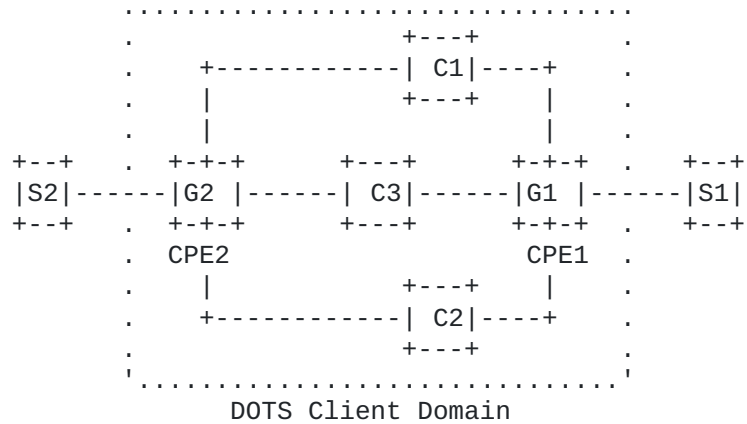 C1
S2 G2 C3 G1 S1
CPE2 CPE1
C2
DOTS Client Domain